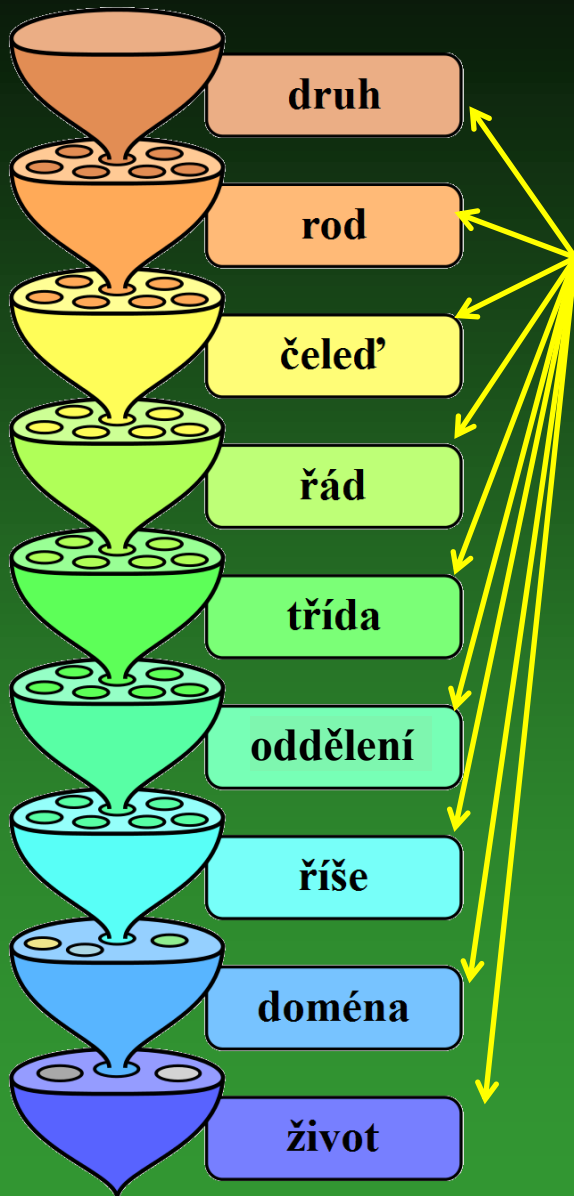 druh
rod
čeleď
řád
třída
oddělení
říše
doména
život